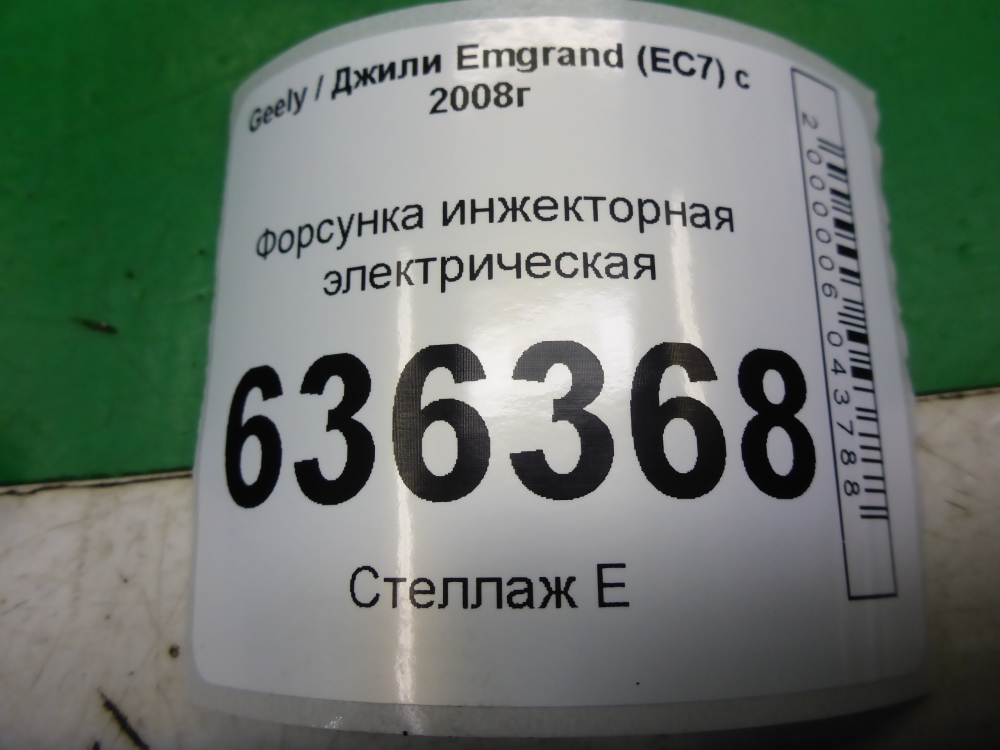 Geely / Джили Emgrand (EC7) с
2008г
Форсунка инжекторная
электрическая
636368
Стеллаж Е
2000006043788